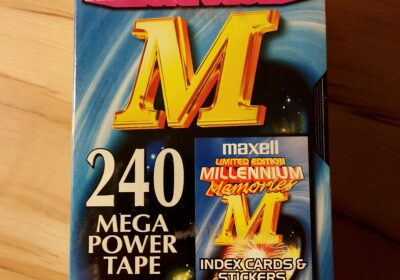 M
240
MEGA
POWER
TAPE
maxell
LIMITED EDITION
MILLENNIUM
Memories
M
INDEX CARDS &
STICKERS